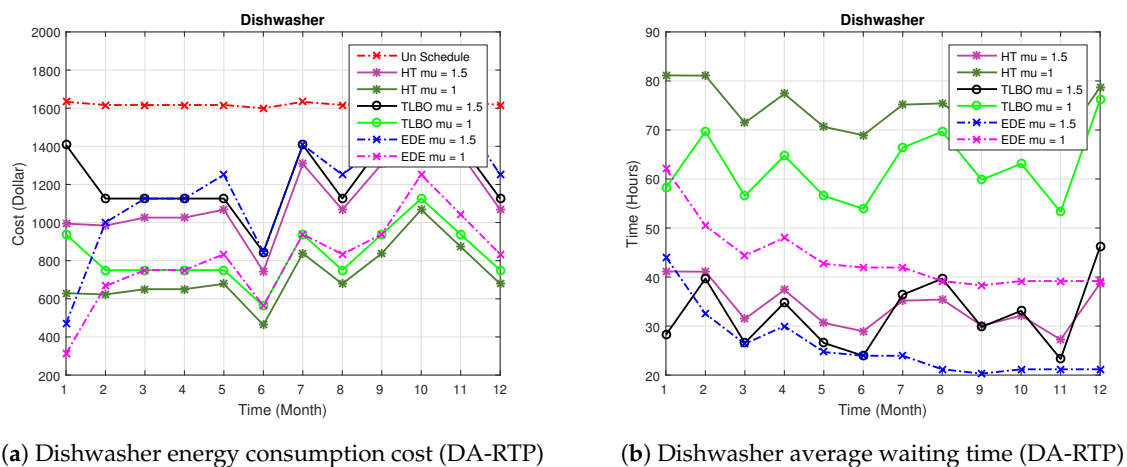 Dishwasher
2000
1800
1600
1400
1200
1000
800
600
400
200
Cost (Dollar)
1 2 3 4 5 6 7 8 9 10 11 12
Time (Month)
Un Schedule
HT mu = 1.5
HT mu = 1
TLBO mu = 1.5
TLBO mu = 1
EDE mu = 1.5
EDE mu = 1
(a) Dishwasher energy consumption cost (DA-RTP)
Dishwasher
90
80
70
60
50
40
30
20
Time (Hours)
1 2 3 4 5 6 7 8 9 10 11 12
Time (Month)
HT mu = 1.5
HT mu =1
TLBO mu = 1.5
TLBO mu = 1
EDE mu = 1.5
EDE mu = 1
(b) Dishwasher average waiting time (DA-RTP)